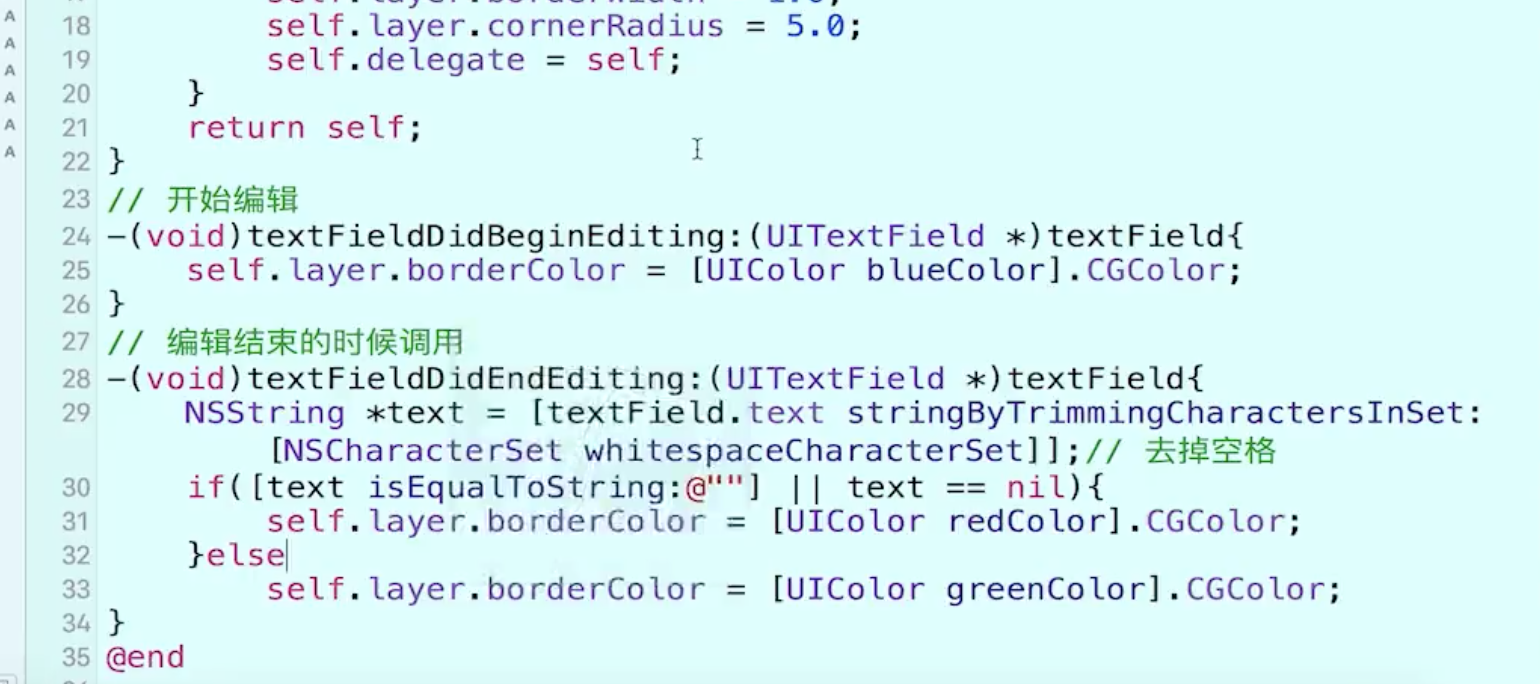 A
A
A
A
A
A
18 self.layer.cornerRadius = 5.0;
19 self.delegate = self;
20 }
21 return self;
22 }
23 // 开始编辑
24 -(void)textFieldDidBeginEditing:(UITextField *)textField{
25 self.layer.borderColor = [UIColor blueColor].CGColor;
26 }
27 // 编辑结束的时候调用
28 -(void)textFieldDidEndEditing:(UITextField *)textField{
29 NSString *text = [textField.text stringByTrimmingCharactersInSet:
[NSCharacterSet whitespaceCharacterSet]];// 去掉空格
30 if([text isEqualToString:@""] || text == nil){
31 self.layer.borderColor = [UIColor redColor].CGColor;
32 }else
33 self.layer.borderColor = [UIColor greenColor].CGColor;
34 }
35 @end